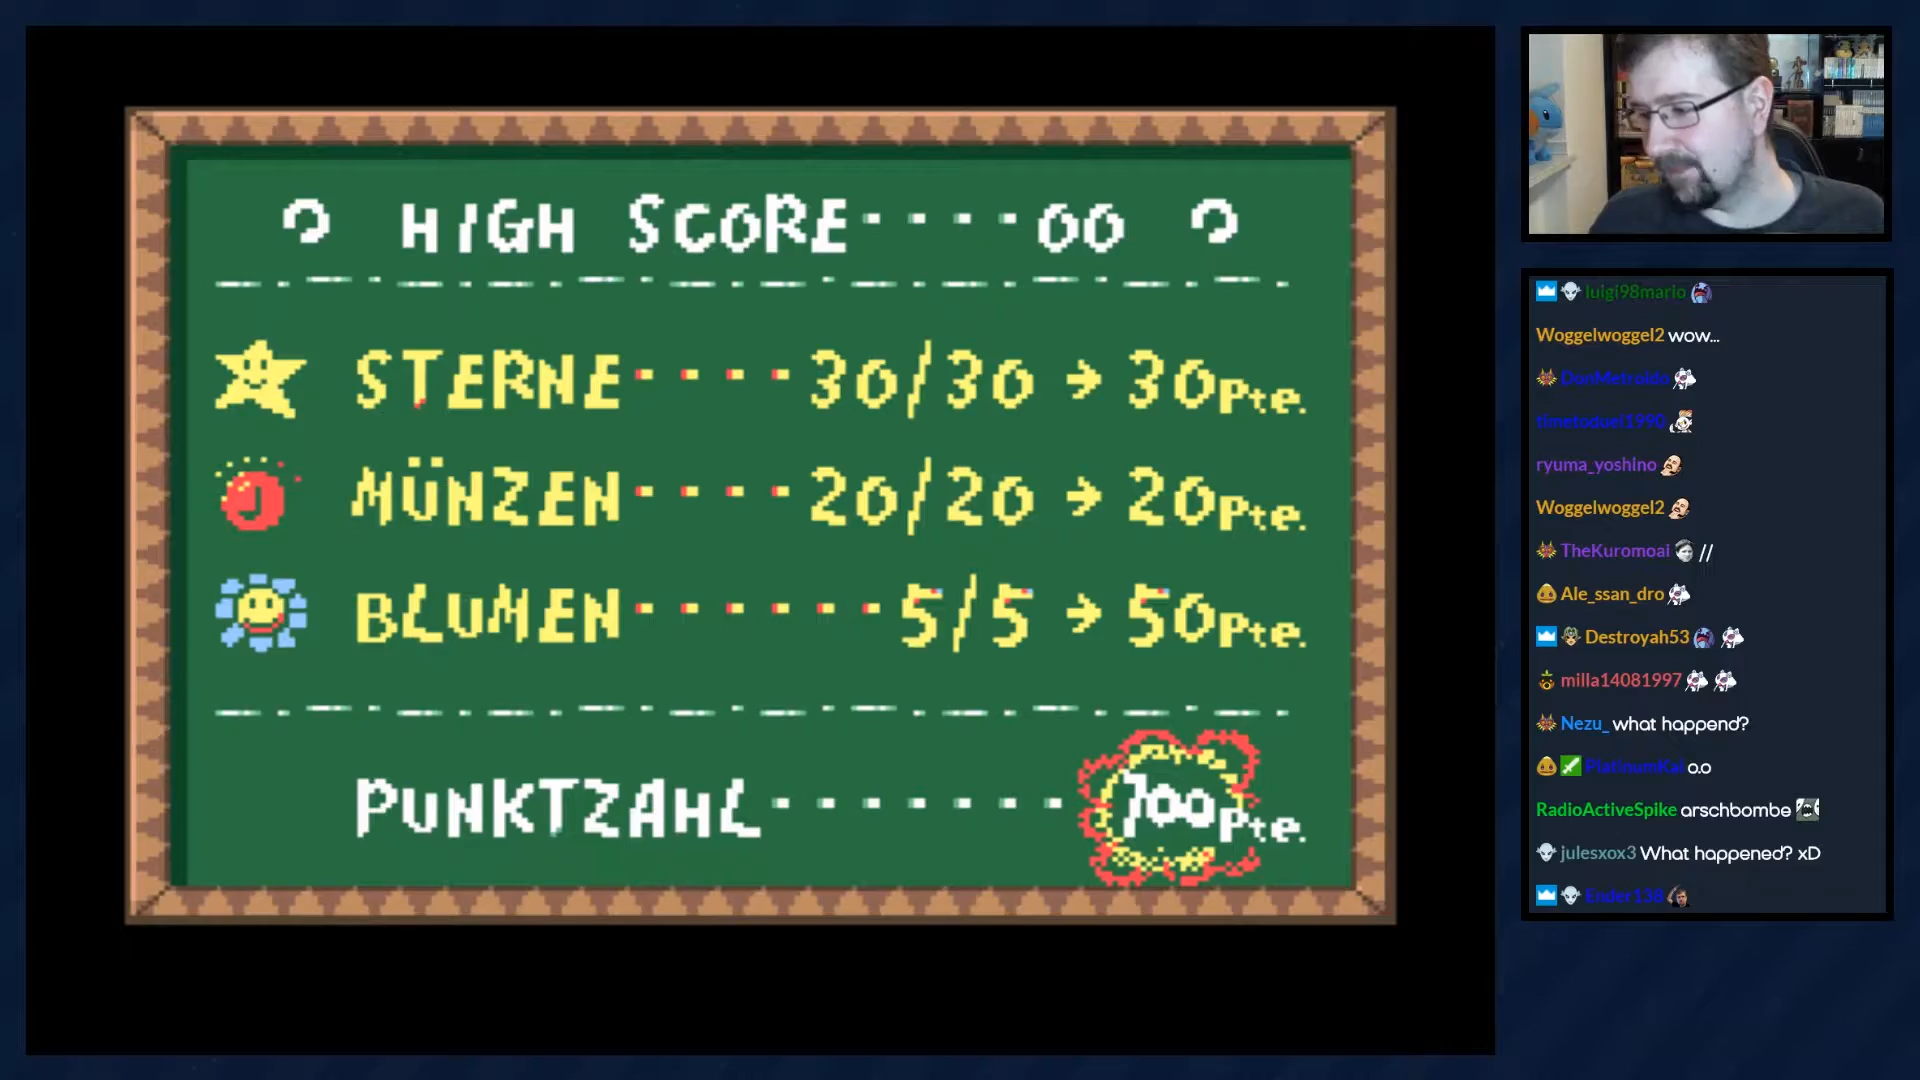 HIGH SCORE····00
STERNE····30/30 → 30Pte.
MÜNZEN····20/20 → 20Pte.
BLUMEN······5/5 → 50Pte.
PUNKTZAHL·······100Pte.
luigi98mario
Woggelwoggel2 wow...
DonMetroido
timetoduel1990
ryuma_yoshino
Woggelwoggel2
TheKuromoai //
Ale_ssan_dro
Destroyah53
milla14081997
Nezu_ what happend?
PlatinumKai o.o
RadioActiveSpike arschbombe
julesxox3 What happened? xD
Ender138